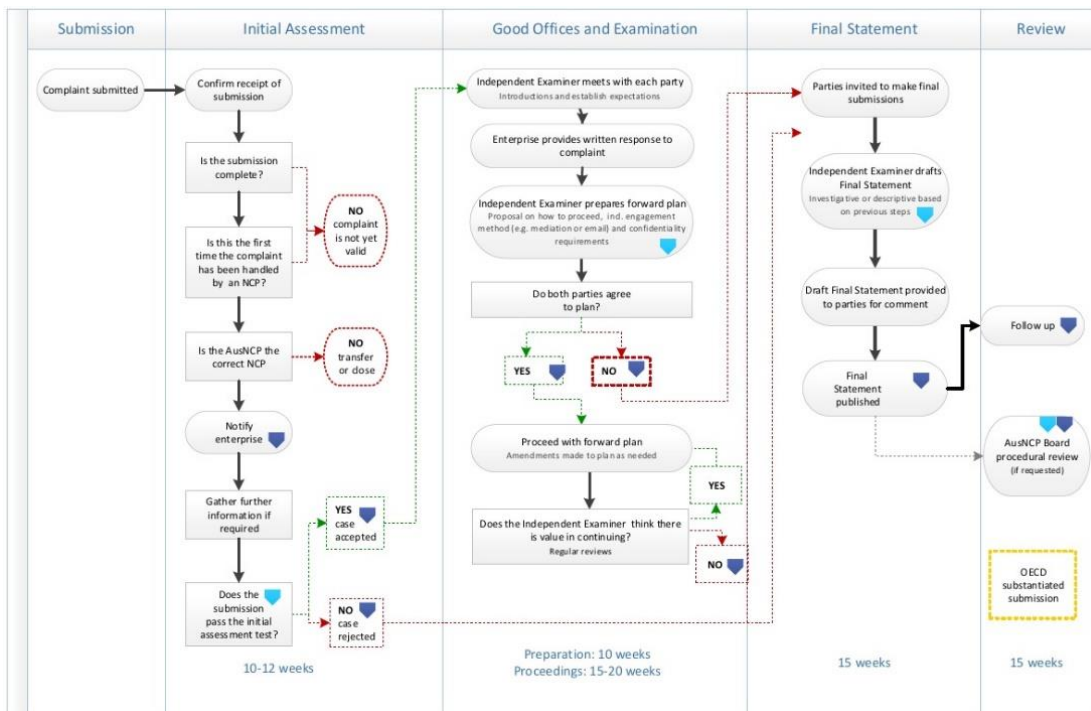 Submission
Initial Assessment
Good Offices and Examination
Final Statement
Review
Complaint submitted
Confirm receipt of
submission
Is the submission
complete?
NO
complaint
is not yet
valid
Is this the first
time the complaint
has been handled
by an NCP?
Is the AusNCP the
correct NCP
NO
transfer
or close
Notify
enterprise
Gather further
information if
required
YES
case
accepted
Does the
submission
pass the initial
assessment test?
NO
case
rejected
10-12 weeks
Independent Examiner meets with each party
Introductions and establish expectations
Enterprise provides written response to
complaint
Independent Examiner prepares forward plan
Proposal on how to proceed, ind. engagement
method (e.g. mediation or email) and confidentiality
requirements
Do both parties agree
to plan?
YES
NO
Proceed with forward plan
Amendments made to plan as needed
YES
Does the Independent Examiner think there
is value in continuing?
Regular reviews
NO
Preparation: 10 weeks
Proceedings: 15-20 weeks
Parties invited to make final
submissions
Independent Examiner drafts
Final Statement
Investigative or descriptive based
on previous steps
Draft Final Statement provided
to parties for comment
Final
Statement
published
15 weeks
Follow up
AusNCP Board
procedural review
(if requested)
OECD
substantiated
submission
15 weeks